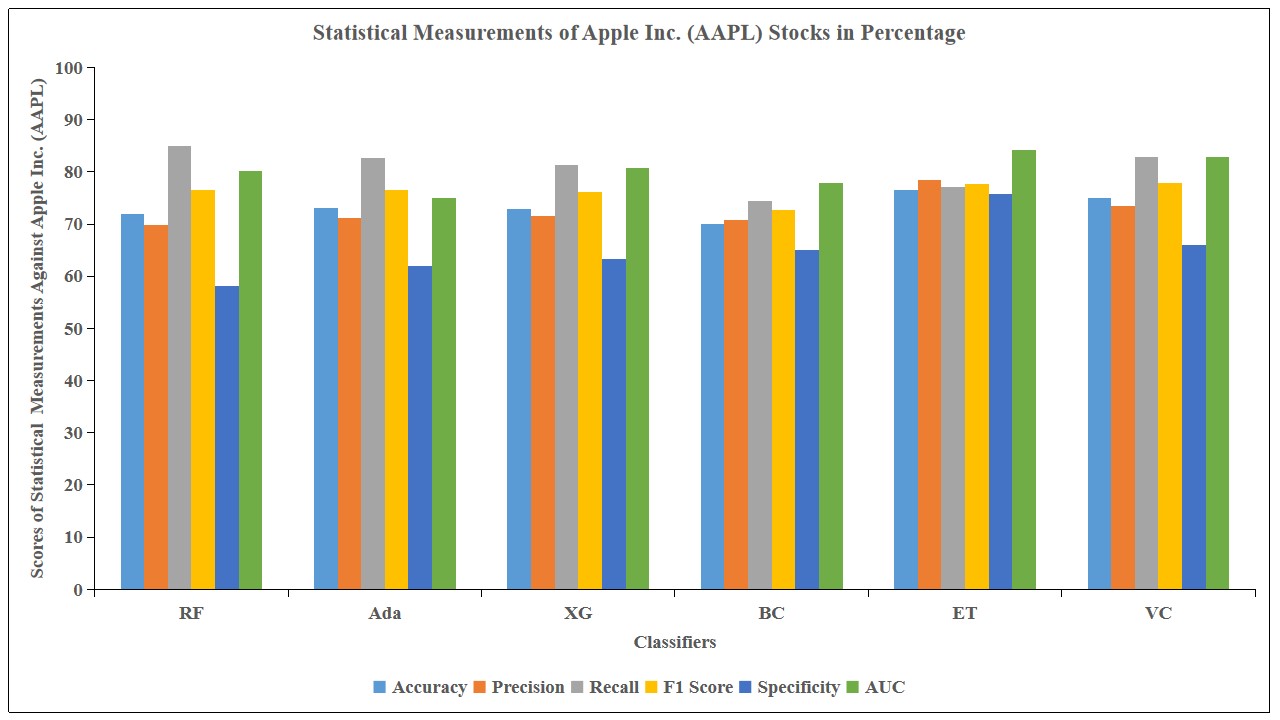 Statistical Measurements of Apple Inc. (AAPL) Stocks in Percentage
Scores of Statistical Measurements Against Apple Inc. (AAPL)
100
90
80
70
60
50
40
30
20
10
0
RF Ada XG BC ET VC
Classifiers
Accuracy Precision Recall F1 Score Specificity AUC